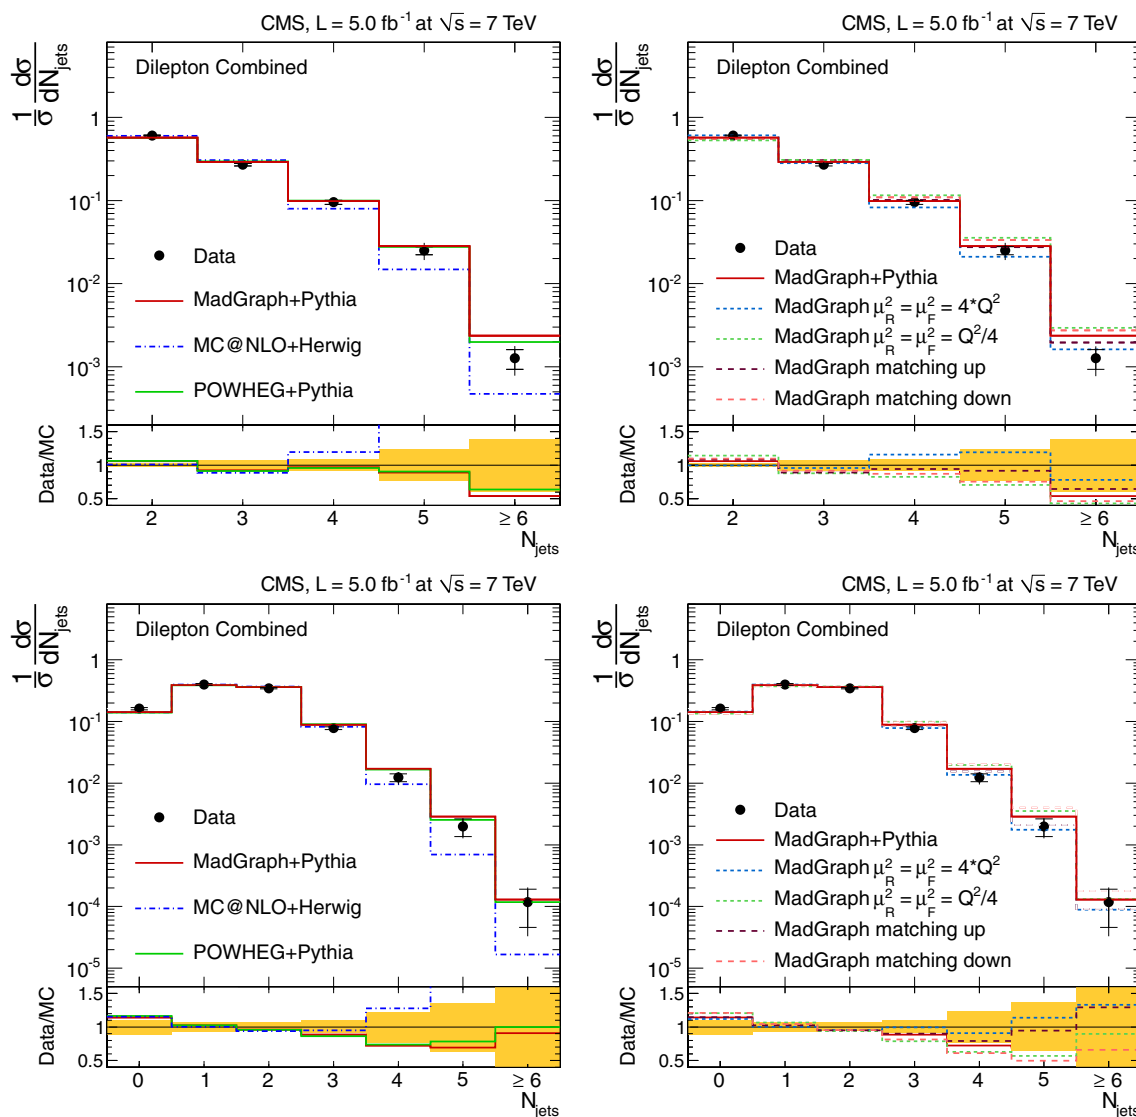 CMS, L = 5.0 fb⁻¹ at √s = 7 TeV
1/σ dσ/dN_jets
Dilepton Combined
1
10⁻¹
10⁻²
10⁻³
Data
MadGraph+Pythia
MC@NLO+Herwig
POWHEG+Pythia
Data/MC
1.5
1
0.5
2 3 4 5 ≥ 6
N_jets
CMS, L = 5.0 fb⁻¹ at √s = 7 TeV
1/σ dσ/dN_jets
Dilepton Combined
1
10⁻¹
10⁻²
10⁻³
Data
MadGraph+Pythia
MadGraph μ_R² = μ_F² = 4*Q²
MadGraph μ_R² = μ_F² = Q²/4
MadGraph matching up
MadGraph matching down
Data/MC
1.5
1
0.5
2 3 4 5 ≥ 6
N_jets
CMS, L = 5.0 fb⁻¹ at √s = 7 TeV
1/σ dσ/dN_jets
Dilepton Combined
1
10⁻¹
10⁻²
10⁻³
10⁻⁴
10⁻⁵
Data
MadGraph+Pythia
MC@NLO+Herwig
POWHEG+Pythia
Data/MC
1.5
1
0.5
0 1 2 3 4 5 ≥ 6
N_jets
CMS, L = 5.0 fb⁻¹ at √s = 7 TeV
1/σ dσ/dN_jets
Dilepton Combined
1
10⁻¹
10⁻²
10⁻³
10⁻⁴
10⁻⁵
Data
MadGraph+Pythia
MadGraph μ_R² = μ_F² = 4*Q²
MadGraph μ_R² = μ_F² = Q²/4
MadGraph matching up
MadGraph matching down
Data/MC
1.5
1
0.5
0 1 2 3 4 5 ≥ 6
N_jets